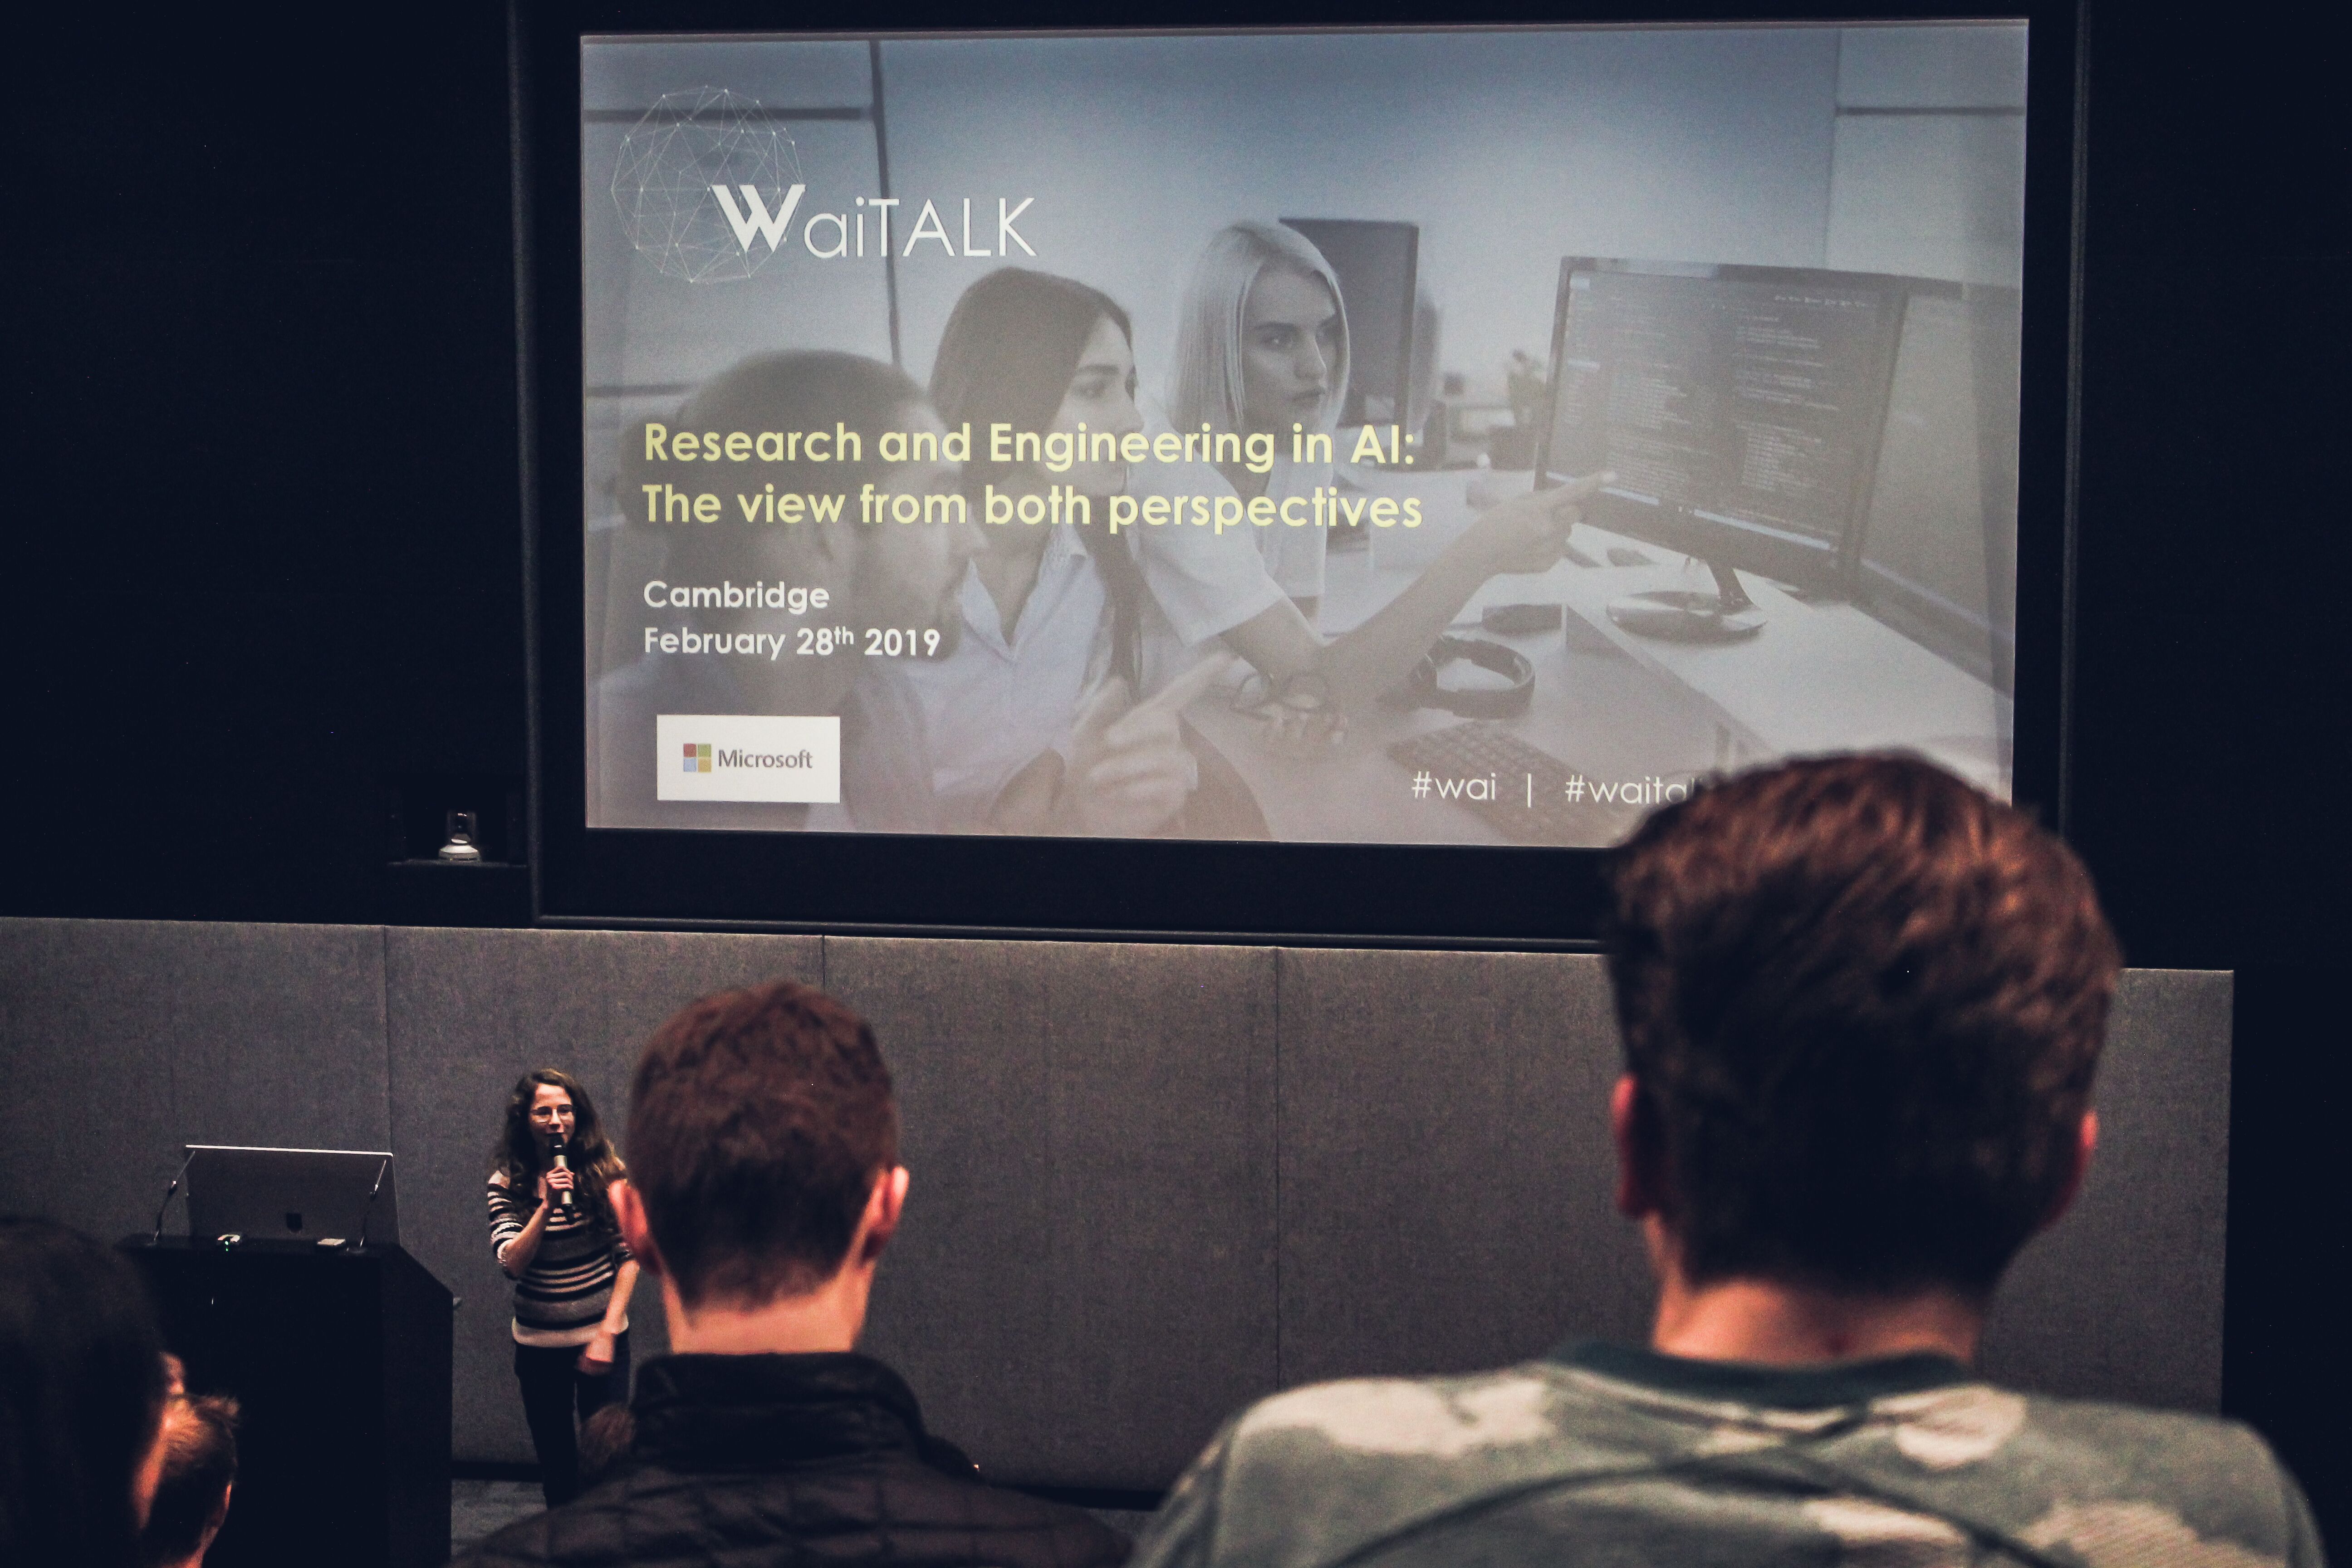 WaiTALK
Research and Engineering in AI:
The view from both perspectives
Cambridge
February 28th 2019
Microsoft
#wai |